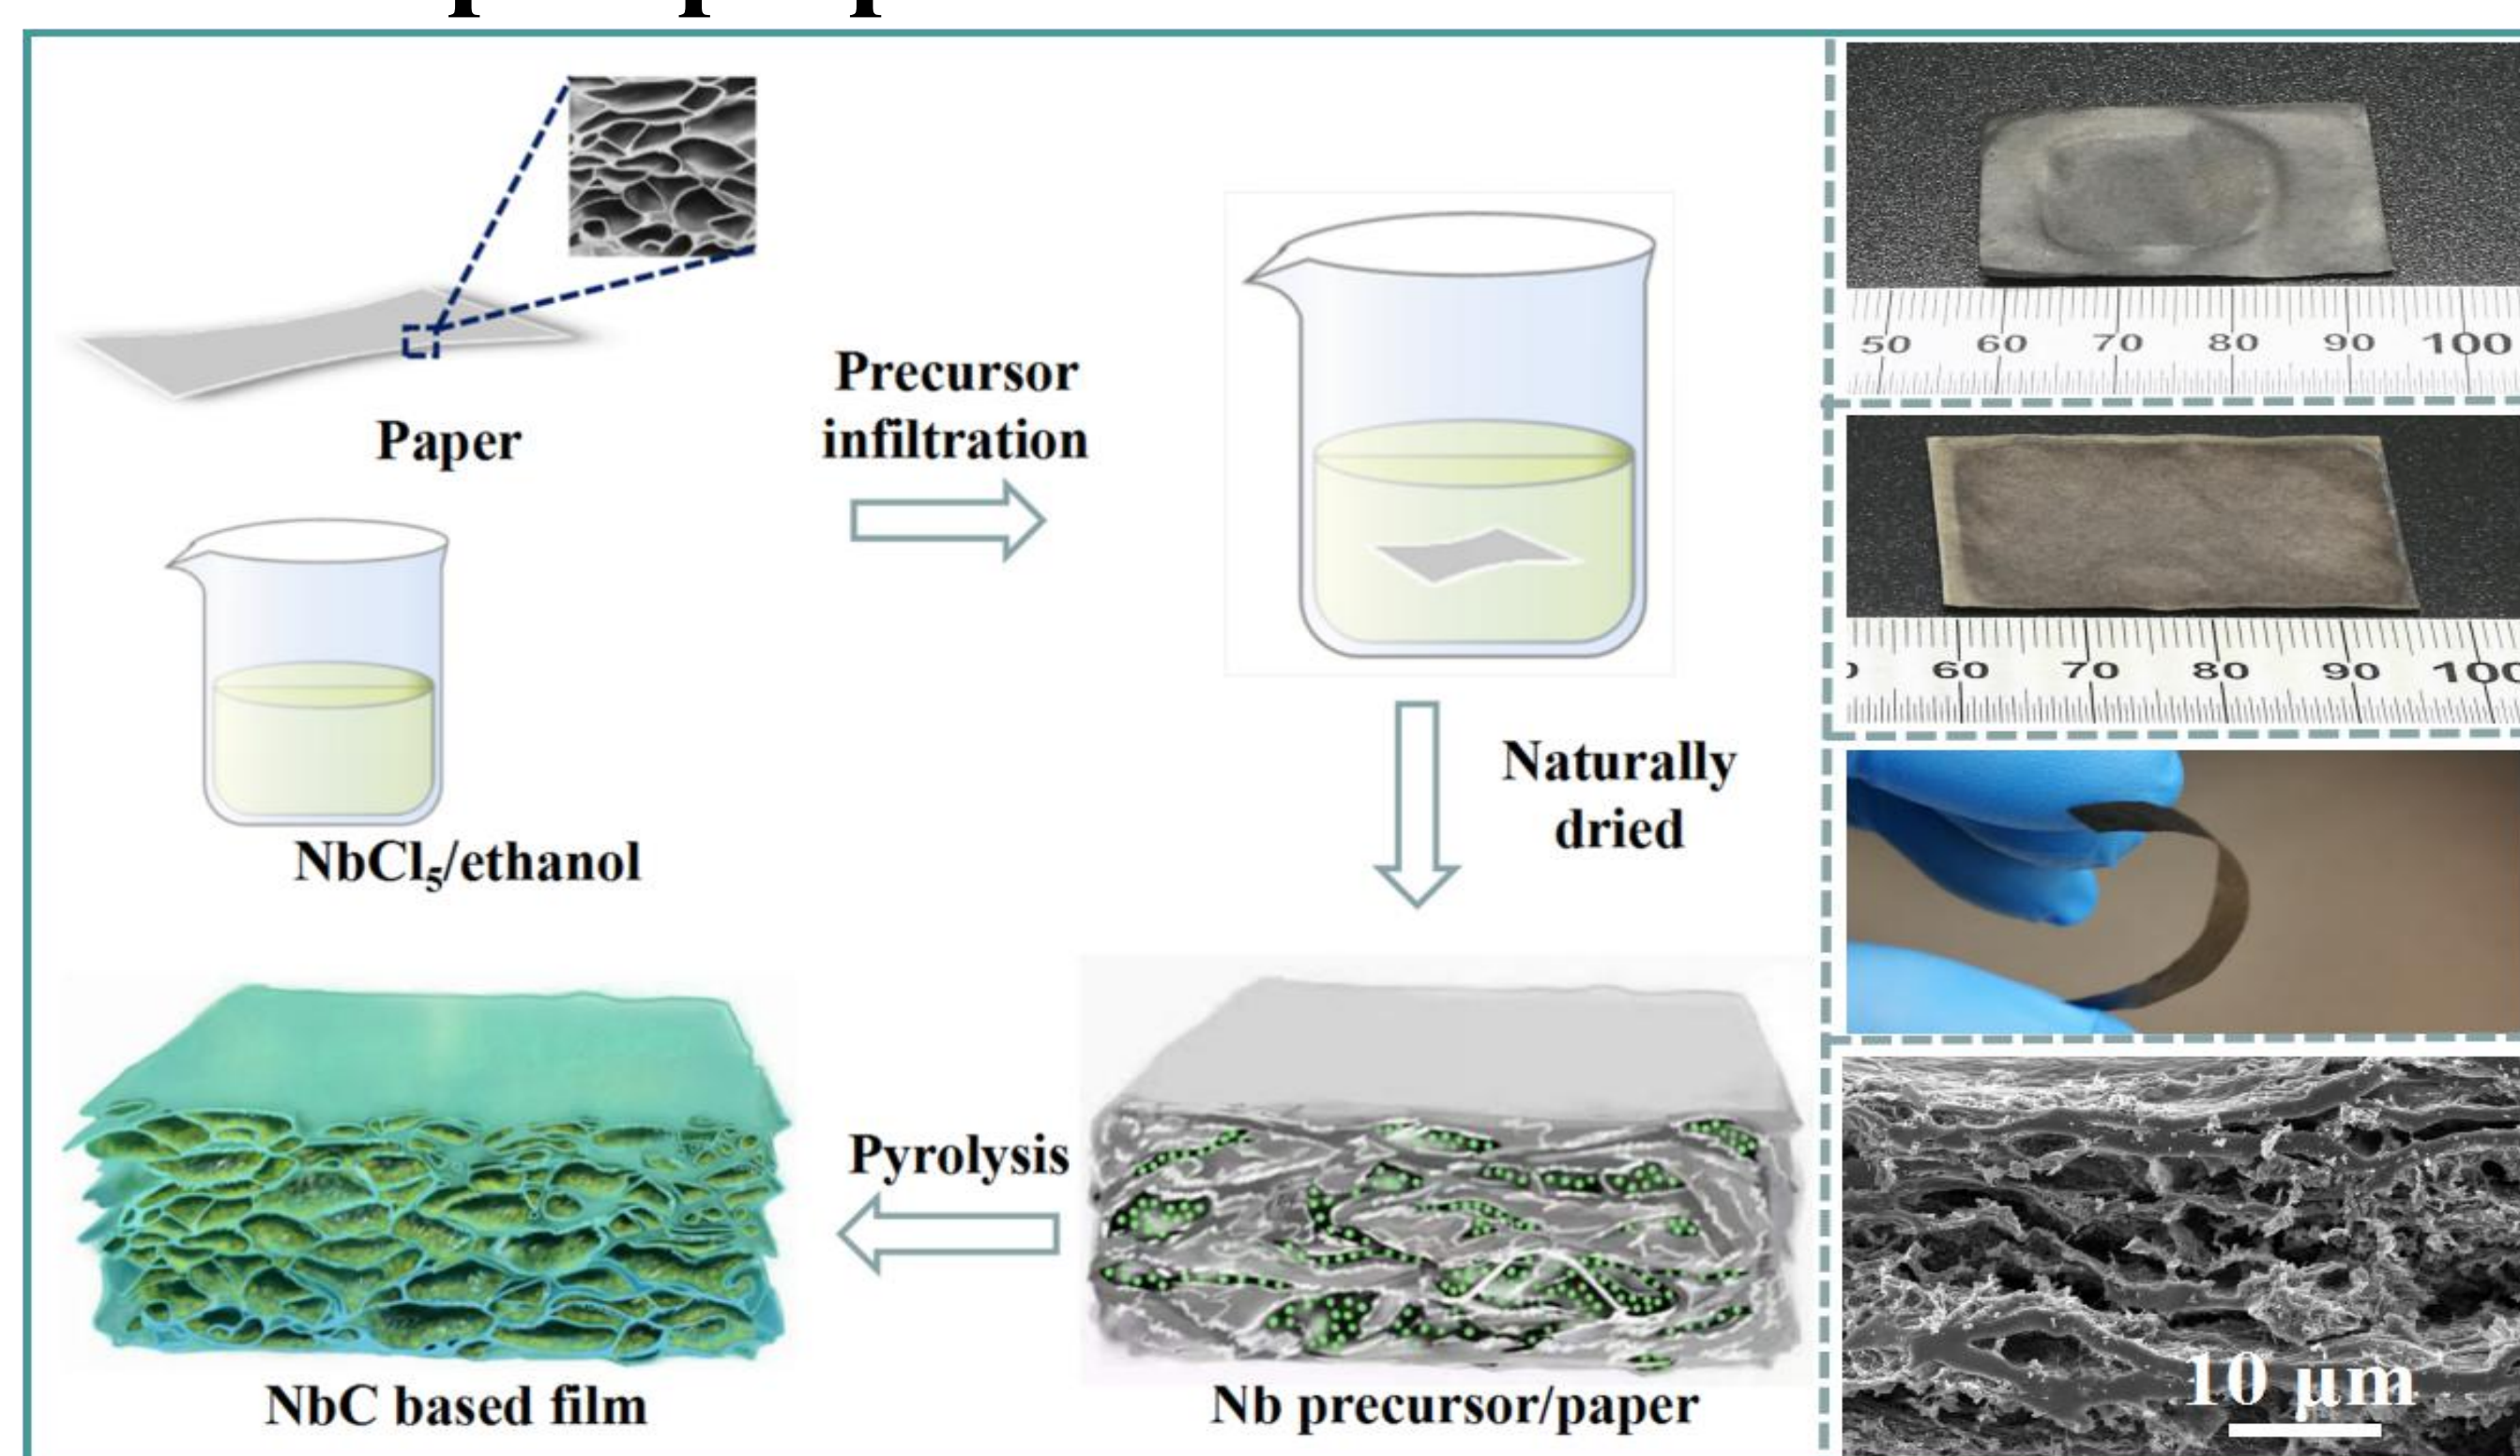 Paper
Precursor
infiltration
NbCl₅/ethanol
Naturally
dried
Pyrolysis
NbC based film
Nb precursor/paper
50 60 70 80 90 100
60 70 80 90 100
10 μm